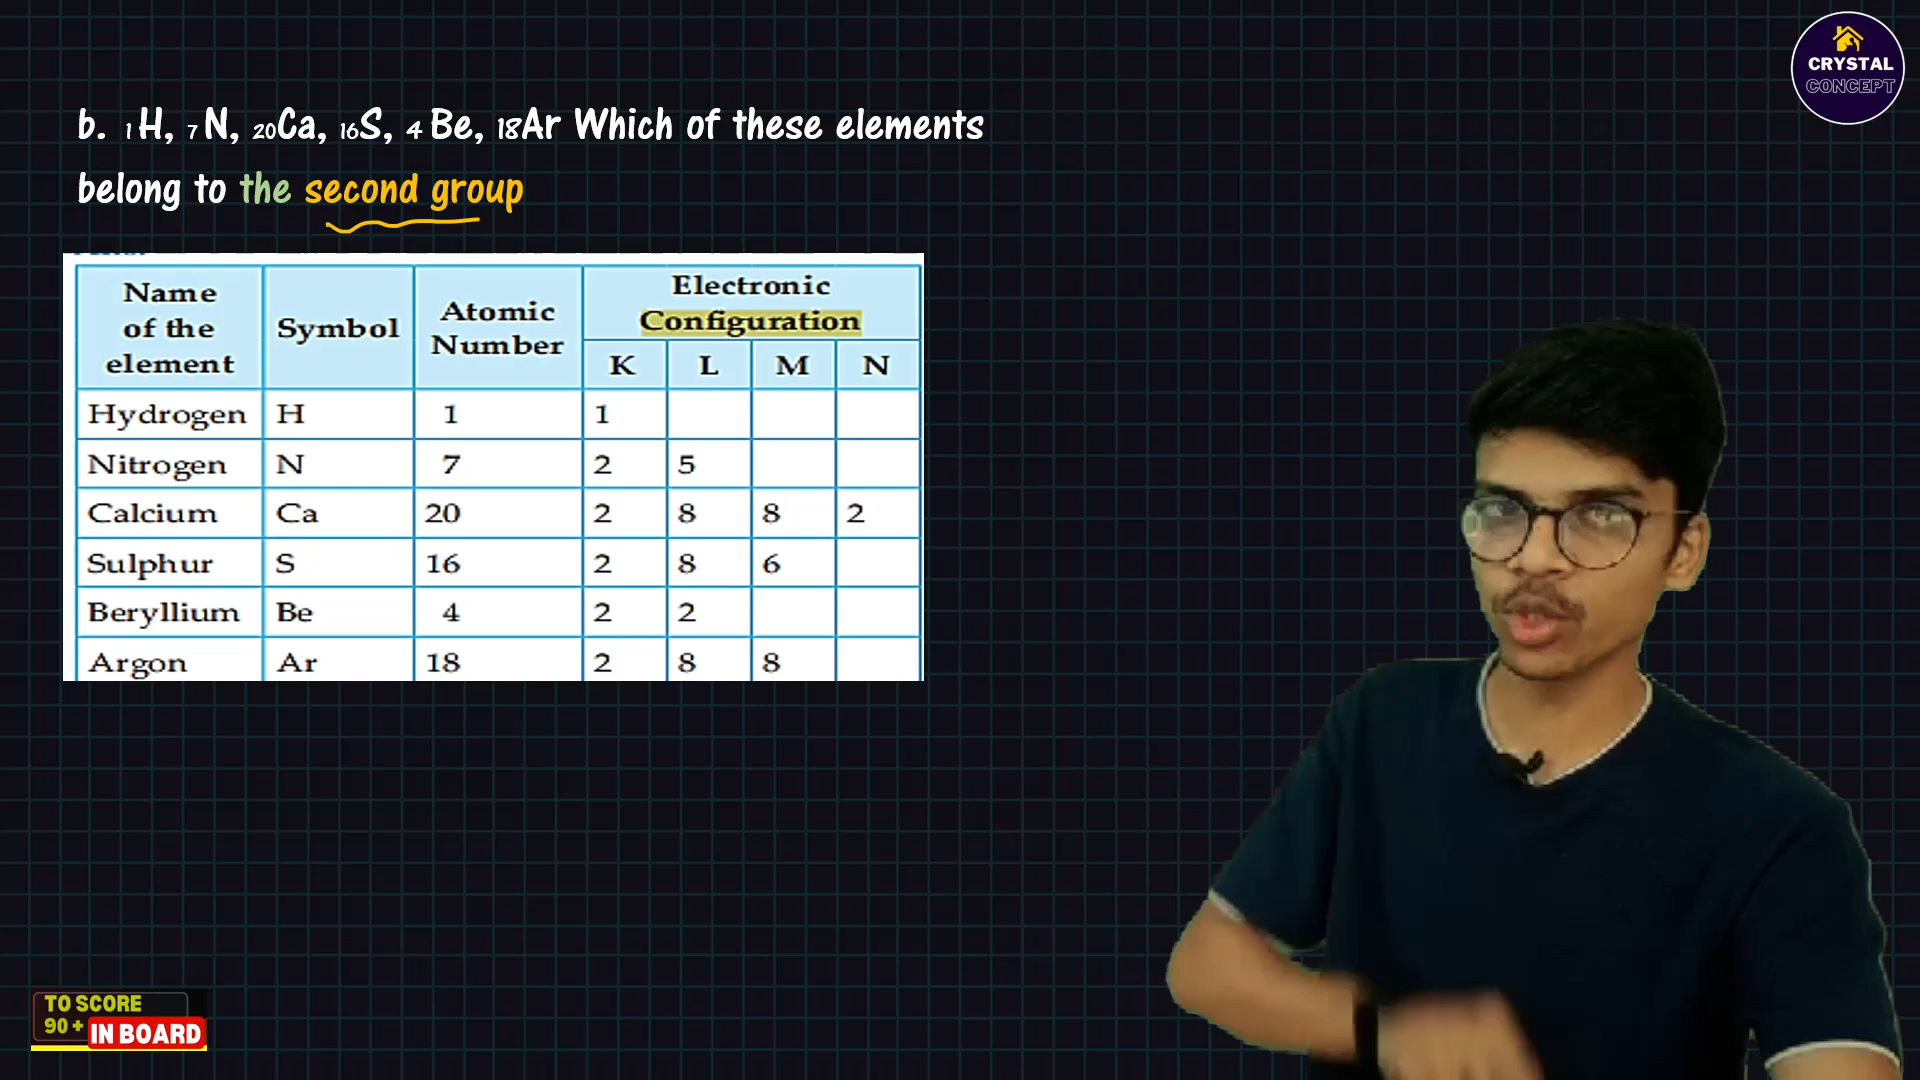 CRYSTAL
CONCEPT
b. 1H, 7N, 20Ca, 16S, 4Be, 18Ar Which of these elements
belong to the second group
Name of the element Symbol Atomic Number Electronic Configuration
K L M N
Hydrogen H 1 1
Nitrogen N 7 2 5
Calcium Ca 20 2 8 8 2
Sulphur S 16 2 8 6
Beryllium Be 4 2 2
Argon Ar 18 2 8 8
TO SCORE
90 + IN BOARD